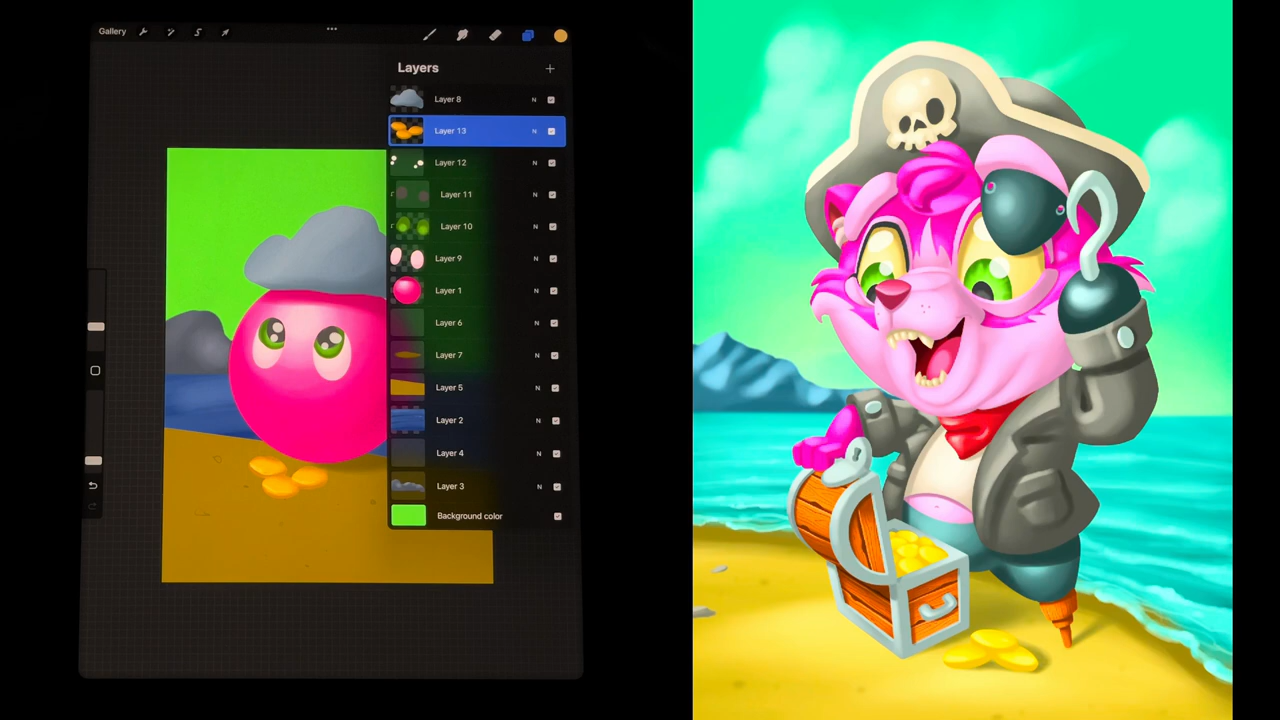 Gallery
Layers
Layer 8 N
Layer 13 N
Layer 12 N
Layer 11 N
Layer 10 N
Layer 9 N
Layer 1 N
Layer 6 N
Layer 7 N
Layer 5 N
Layer 2 N
Layer 4 N
Layer 3 N
Background color